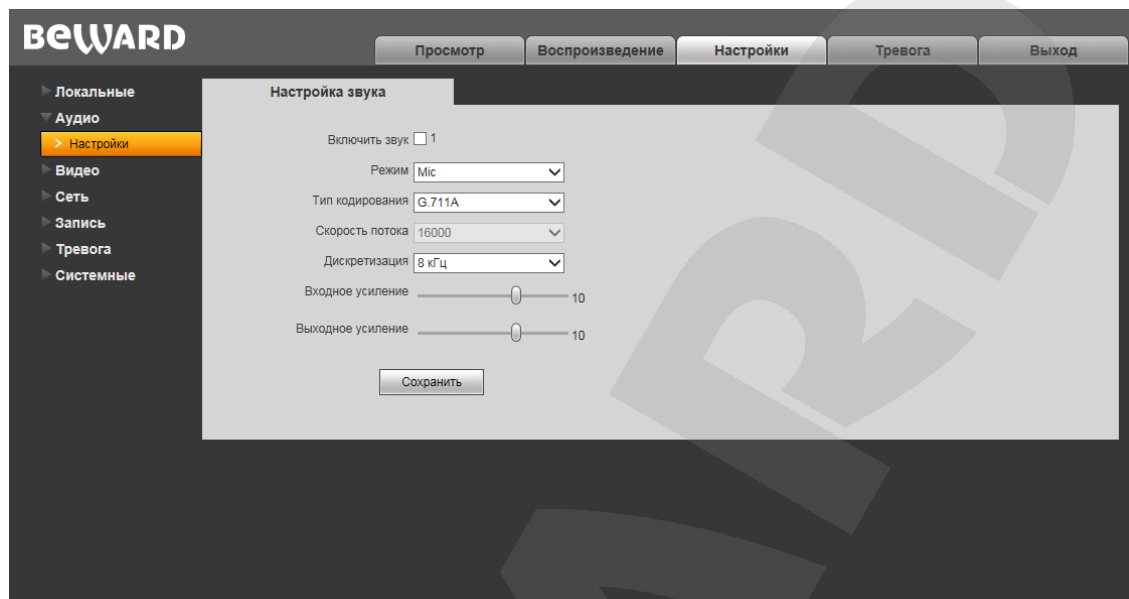 BEWARD
Просмотр Воспроизведение Настройки Тревога Выход
Локальные
Аудио
> Настройки
Видео
Сеть
Запись
Тревога
Системные
Настройка звука
Включить звук 1
Режим Mic
Тип кодирования G.711A
Скорость потока 16000
Дискретизация 8 кГц
Входное усиление 10
Выходное усиление 10
Сохранить